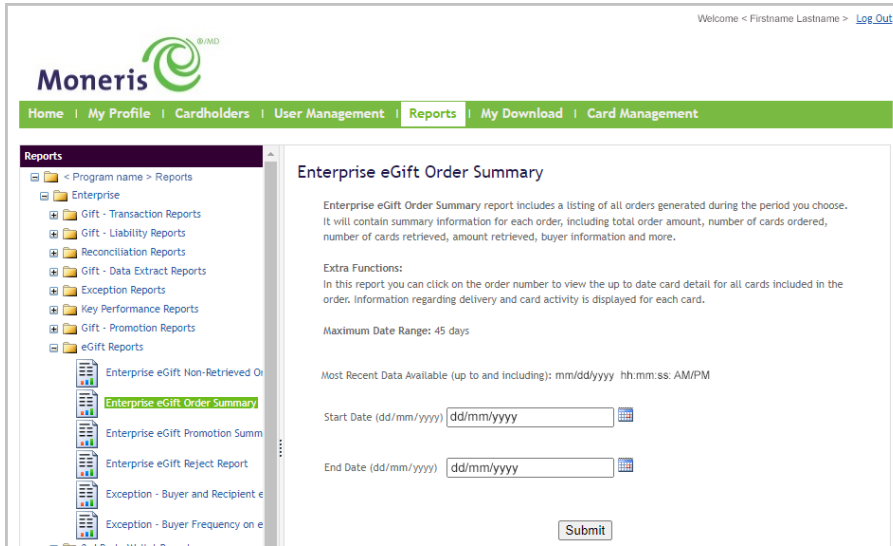 Welcome < Firstname Lastname > Log Out
Moneris ®/MD
Home | My Profile | Cardholders | User Management | Reports | My Download | Card Management
Reports
< Program name > Reports
Enterprise
Gift - Transaction Reports
Gift - Liability Reports
Reconciliation Reports
Gift - Data Extract Reports
Exception Reports
Key Performance Reports
Gift - Promotion Reports
eGift Reports
Enterprise eGift Non-Retrieved Or
Enterprise eGift Order Summary
Enterprise eGift Promotion Summ
Enterprise eGift Reject Report
Exception - Buyer and Recipient e
Exception - Buyer Frequency on e
Enterprise eGift Order Summary
Enterprise eGift Order Summary report includes a listing of all orders generated during the period you choose.
It will contain summary information for each order, including total order amount, number of cards ordered,
number of cards retrieved, amount retrieved, buyer information and more.
Extra Functions:
In this report you can click on the order number to view the up to date card detail for all cards included in the
order. Information regarding delivery and card activity is displayed for each card.
Maximum Date Range: 45 days
Most Recent Data Available (up to and including): mm/dd/yyyy hh:mm:ss: AM/PM
Start Date (dd/mm/yyyy) dd/mm/yyyy
End Date (dd/mm/yyyy) dd/mm/yyyy
Submit